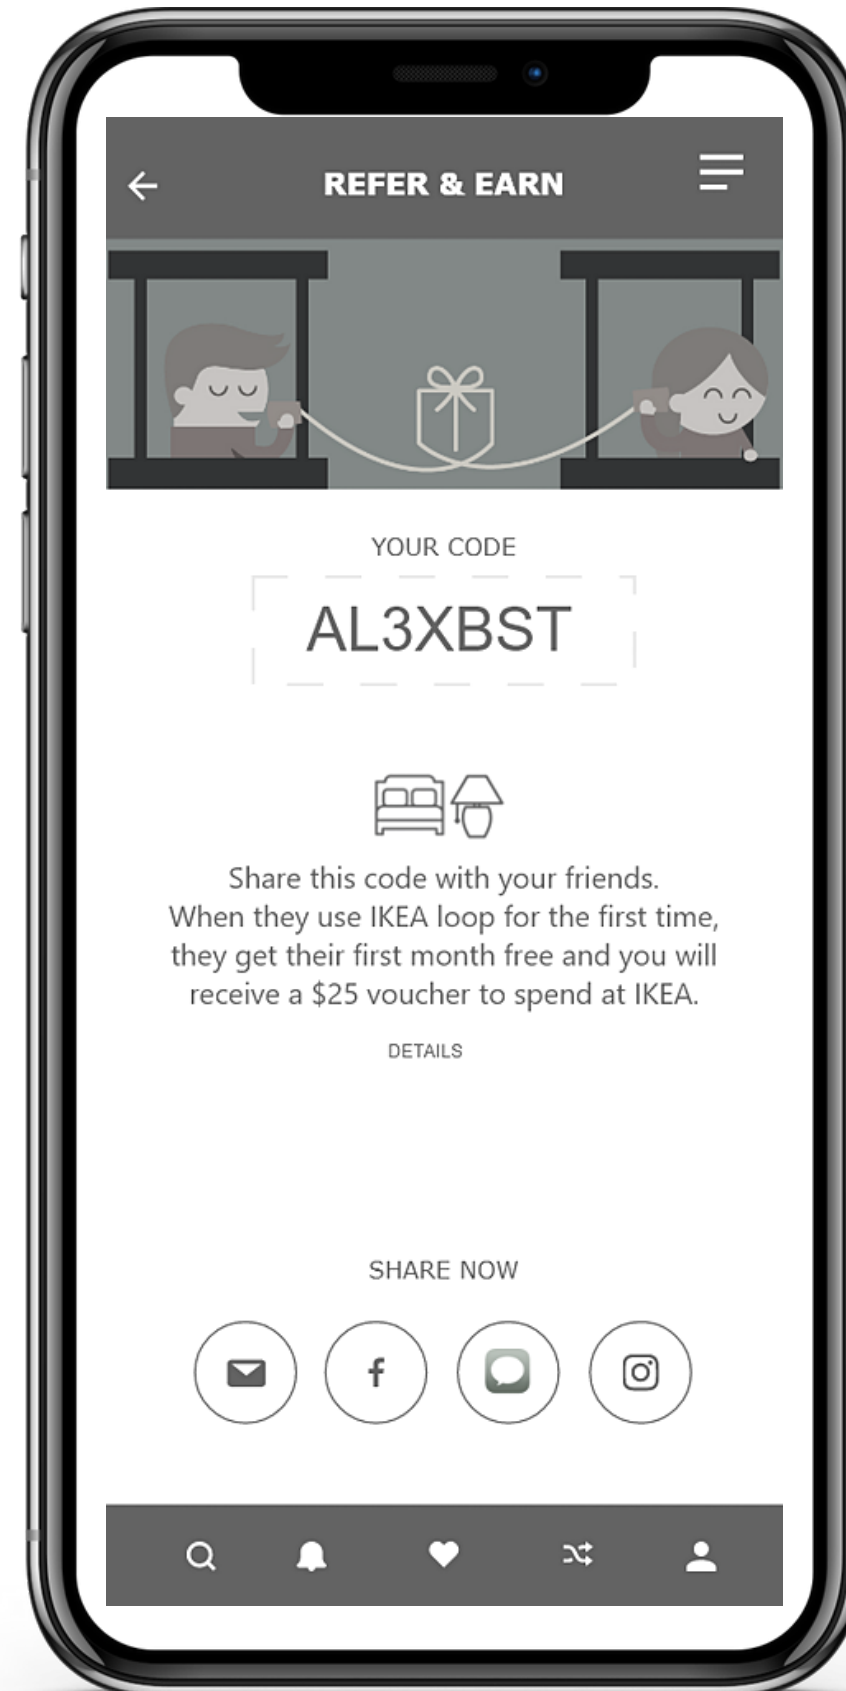 REFER & EARN
YOUR CODE
AL3XBST
Share this code with your friends.
When they use IKEA loop for the first time,
they get their first month free and you will
receive a $25 voucher to spend at IKEA.
DETAILS
SHARE NOW